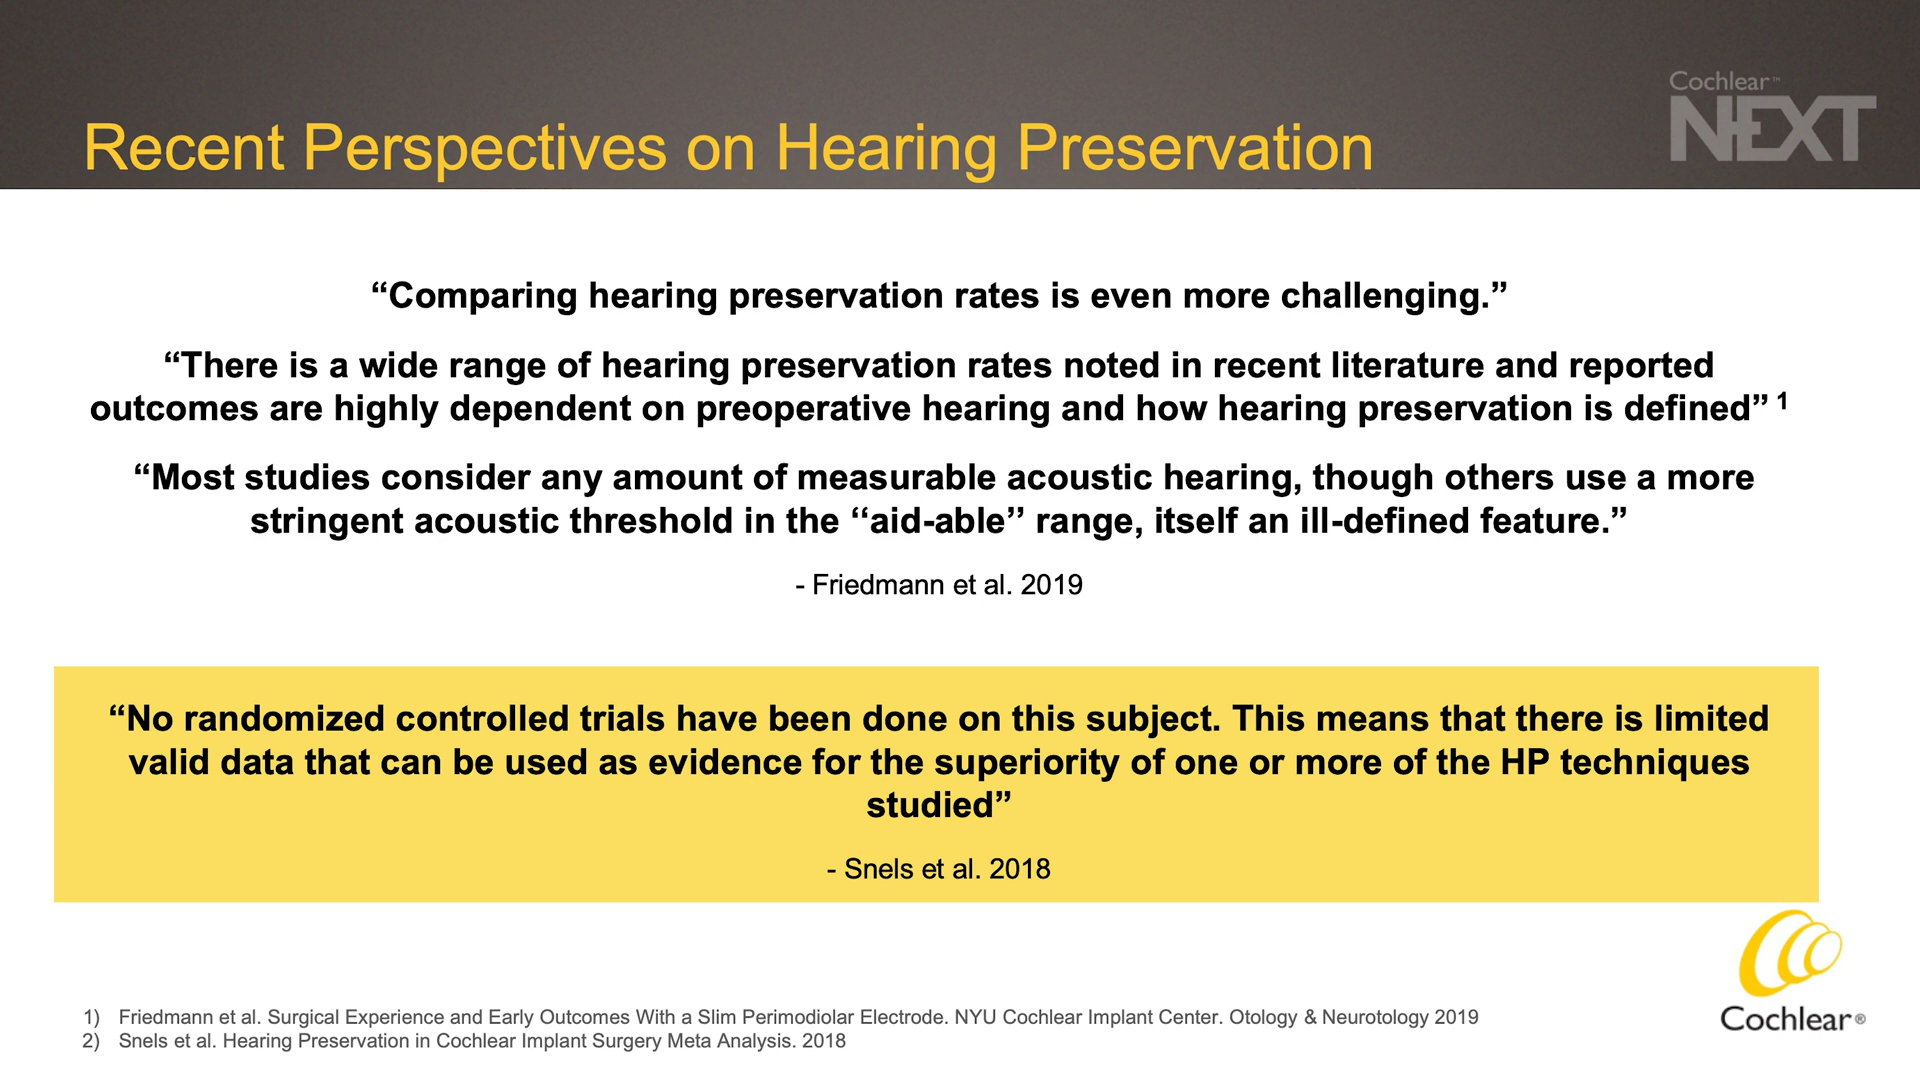 Cochlear™
NEXT
Recent Perspectives on Hearing Preservation
“Comparing hearing preservation rates is even more challenging.”
“There is a wide range of hearing preservation rates noted in recent literature and reported
outcomes are highly dependent on preoperative hearing and how hearing preservation is defined” 1
“Most studies consider any amount of measurable acoustic hearing, though others use a more
stringent acoustic threshold in the ‘‘aid-able’’ range, itself an ill-defined feature.”
- Friedmann et al. 2019
“No randomized controlled trials have been done on this subject. This means that there is limited
valid data that can be used as evidence for the superiority of one or more of the HP techniques
studied”
- Snels et al. 2018
1) Friedmann et al. Surgical Experience and Early Outcomes With a Slim Perimodiolar Electrode. NYU Cochlear Implant Center. Otology & Neurotology 2019
2) Snels et al. Hearing Preservation in Cochlear Implant Surgery Meta Analysis. 2018
Cochlear®